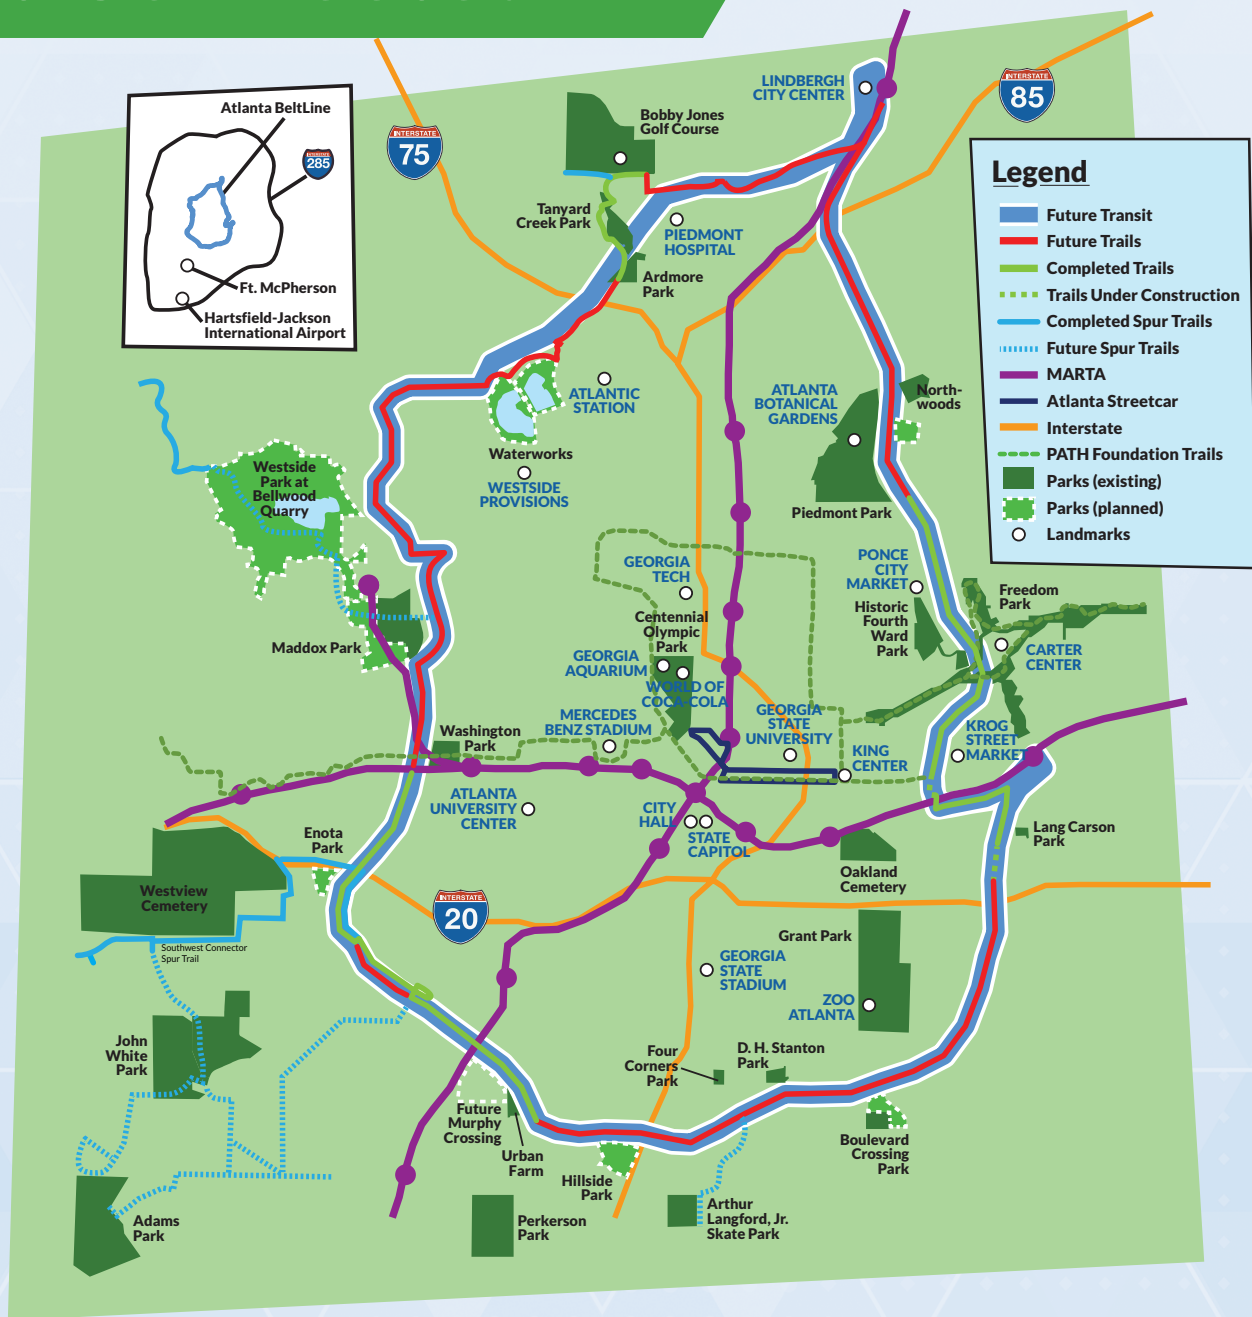 LINDBERGH
CITY CENTER
INTERSTATE
85
Atlanta BeltLine
INTERSTATE
285
Ft. McPherson
Hartsfield-Jackson
International Airport
INTERSTATE
75
Bobby Jones
Golf Course
Tanyard
Creek Park
PIEDMONT
HOSPITAL
Ardmore
Park
Legend
Future Transit
Future Trails
Completed Trails
Trails Under Construction
Completed Spur Trails
Future Spur Trails
MARTA
Atlanta Streetcar
Interstate
PATH Foundation Trails
Parks (existing)
Parks (planned)
Landmarks
ATLANTIC
STATION
ATLANTA
BOTANICAL
GARDENS
North-
woods
Waterworks
WESTSIDE
PROVISIONS
Westside
Park at
Bellwood
Quarry
Piedmont Park
GEORGIA
TECH
PONCE
CITY
MARKET
Freedom
Park
Historic
Fourth
Ward
Park
Centennial
Olympic
Park
Maddox Park
GEORGIA
AQUARIUM
WORLD OF
COCA-COLA
CARTER
CENTER
MERCEDES
BENZ STADIUM
GEORGIA
STATE
UNIVERSITY
Washington
Park
KROG
STREET
MARKET
KING
CENTER
ATLANTA
UNIVERSITY
CENTER
CITY
HALL
STATE
CAPITOL
Enota
Park
Lang Carson
Park
Oakland
Cemetery
Westview
Cemetery
INTERSTATE
20
Southwest Connector
Spur Trail
Grant Park
GEORGIA
STATE
STADIUM
ZOO
ATLANTA
John
White
Park
Four
Corners
Park
D. H. Stanton
Park
Future
Murphy
Crossing
Urban
Farm
Boulevard
Crossing
Park
Hillside
Park
Adams
Park
Perkerson
Park
Arthur
Langford, Jr.
Skate Park